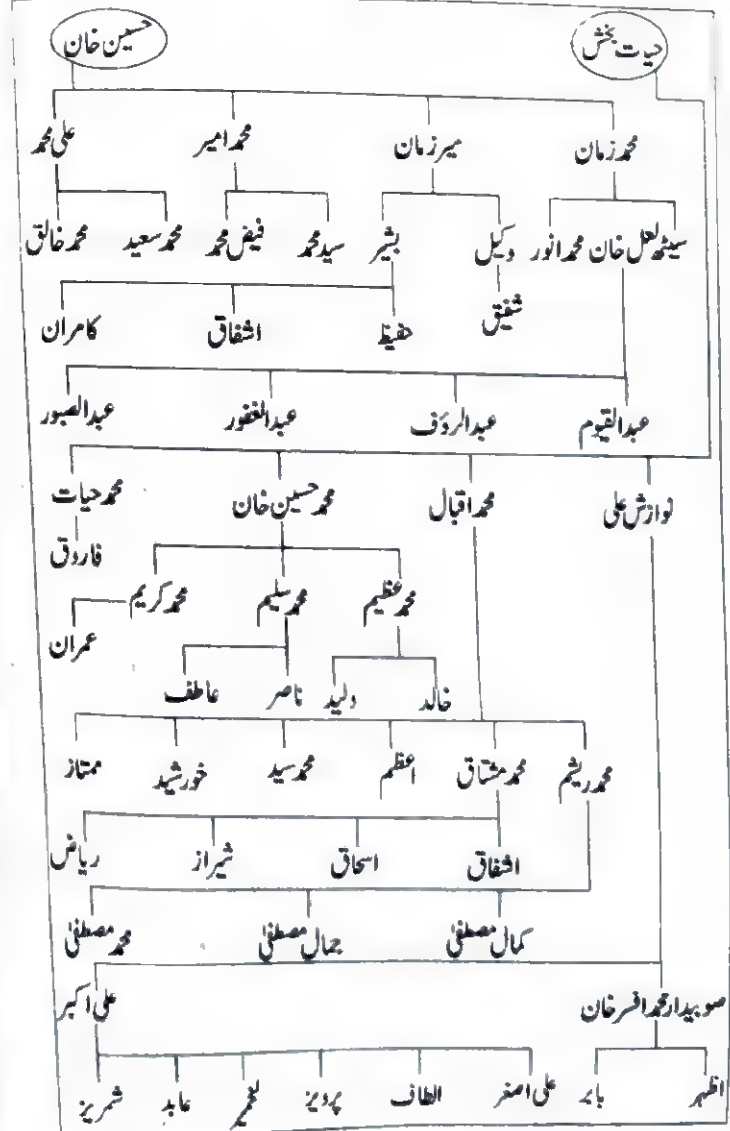 حیات بخش حسین خان
محمد زمان میر زمان محمد امیر علی محمد
سیٹھ لعل خان محمد انور وکیل بشیر سید محمد فیض محمد محمد سعید محمد خالق
شفیق حفیظ اشفاق کامران
عبدالقیوم عبدالرؤف عبدالغفور عبدالصبور
نوازش علی محمد اقبال محمد حسین خان محمد حیات
فاروق
محمد عظیم محمد سلیم محمد کریم
عمران
خالد ولید ناصر عاطف
محمد ریشم محمد مشتاق اعظم محمد سید خورشید ممتاز
اشفاق اسحاق شیراز ریاض
کمال مصطفیٰ جمال مصطفیٰ محمد مصطفیٰ
صوبیدار محمد افسر خان علی اکبر
اظہر بابر علی اصغر الطاف پرویز عابد شمریز